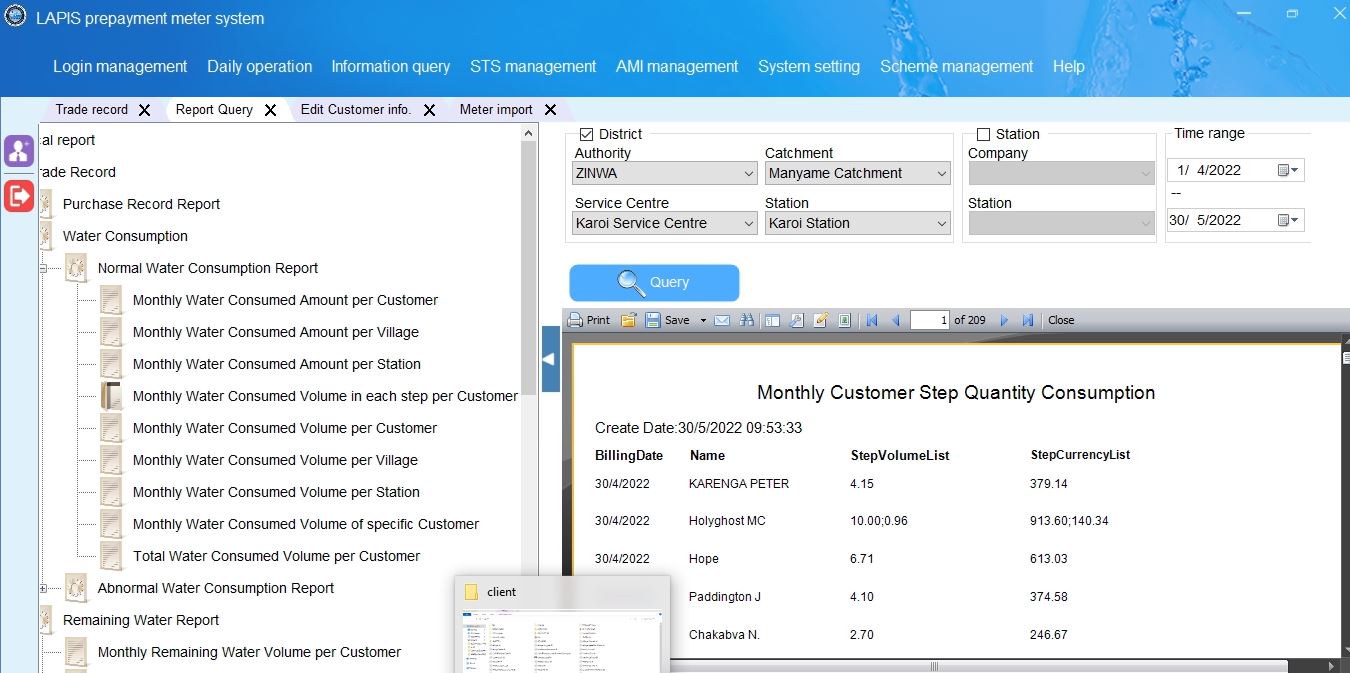 LAPIS prepayment meter system
Login management Daily operation Information query STS management AMI management System setting Scheme management Help
Trade record Report Query Edit Customer info. Meter import
al report
rade Record
Purchase Record Report
Water Consumption
Normal Water Consumption Report
Monthly Water Consumed Amount per Customer
Monthly Water Consumed Amount per Village
Monthly Water Consumed Amount per Station
Monthly Water Consumed Volume in each step per Customer
Monthly Water Consumed Volume per Customer
Monthly Water Consumed Volume per Village
Monthly Water Consumed Volume per Station
Monthly Water Consumed Volume of specific Customer
Total Water Consumed Volume per Customer
Abnormal Water Consumption Report
Remaining Water Report
Monthly Remaining Water Volume per Customer
client
District
Authority Catchment
ZINWA Manyame Catchment
Service Centre Station
Karoi Service Centre Karoi Station
Station
Company
Station
Time range
1/ 4/2022
--
30/ 5/2022
Query
Print Save 1 of 209 Close
Monthly Customer Step Quantity Consumption
Create Date:30/5/2022 09:53:33
BillingDate Name StepVolumeList StepCurrencyList
30/4/2022 KARENGA PETER 4.15 379.14
30/4/2022 Holyghost MC 10.00;0.96 913.60;140.34
30/4/2022 Hope 6.71 613.03
Paddington J 4.10 374.58
Chakabva N. 2.70 246.67